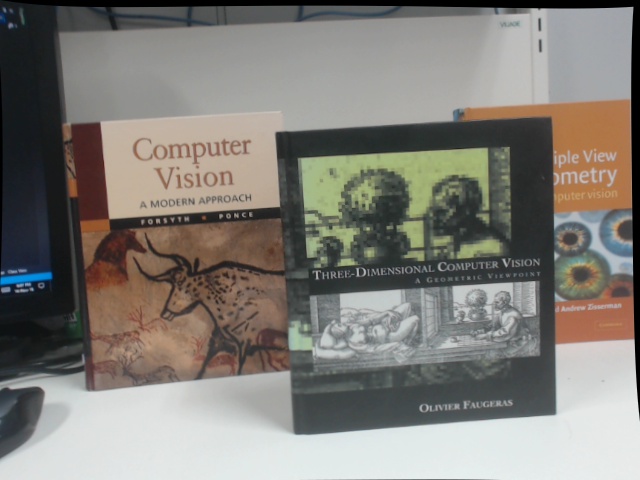 Computer
Vision
A MODERN APPROACH
FORSYTH PONCE
THREE-DIMENSIONAL COMPUTER VISION
A GEOMETRIC VIEWPOINT
OLIVIER FAUGERAS
iple View
ometry
puter vision
d Andrew Zisserman